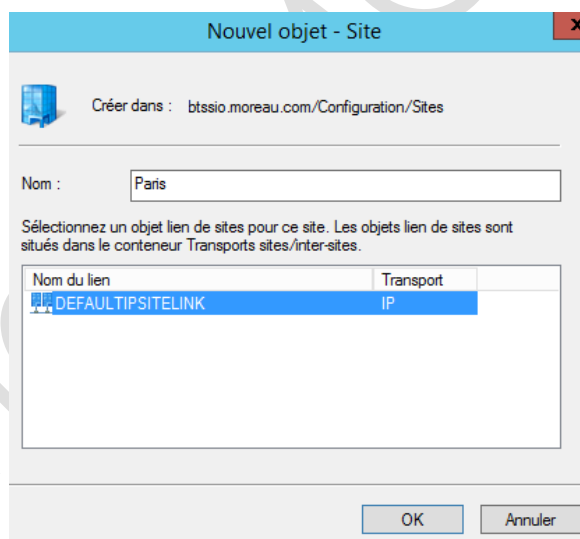 Nouvel objet - Site
x
Créer dans : btssio.moreau.com/Configuration/Sites
Nom : Paris
Sélectionnez un objet lien de sites pour ce site. Les objets lien de sites sont
situés dans le conteneur Transports sites/inter-sites.
Nom du lien Transport
DEFAULTIPSITELINK IP
OK Annuler